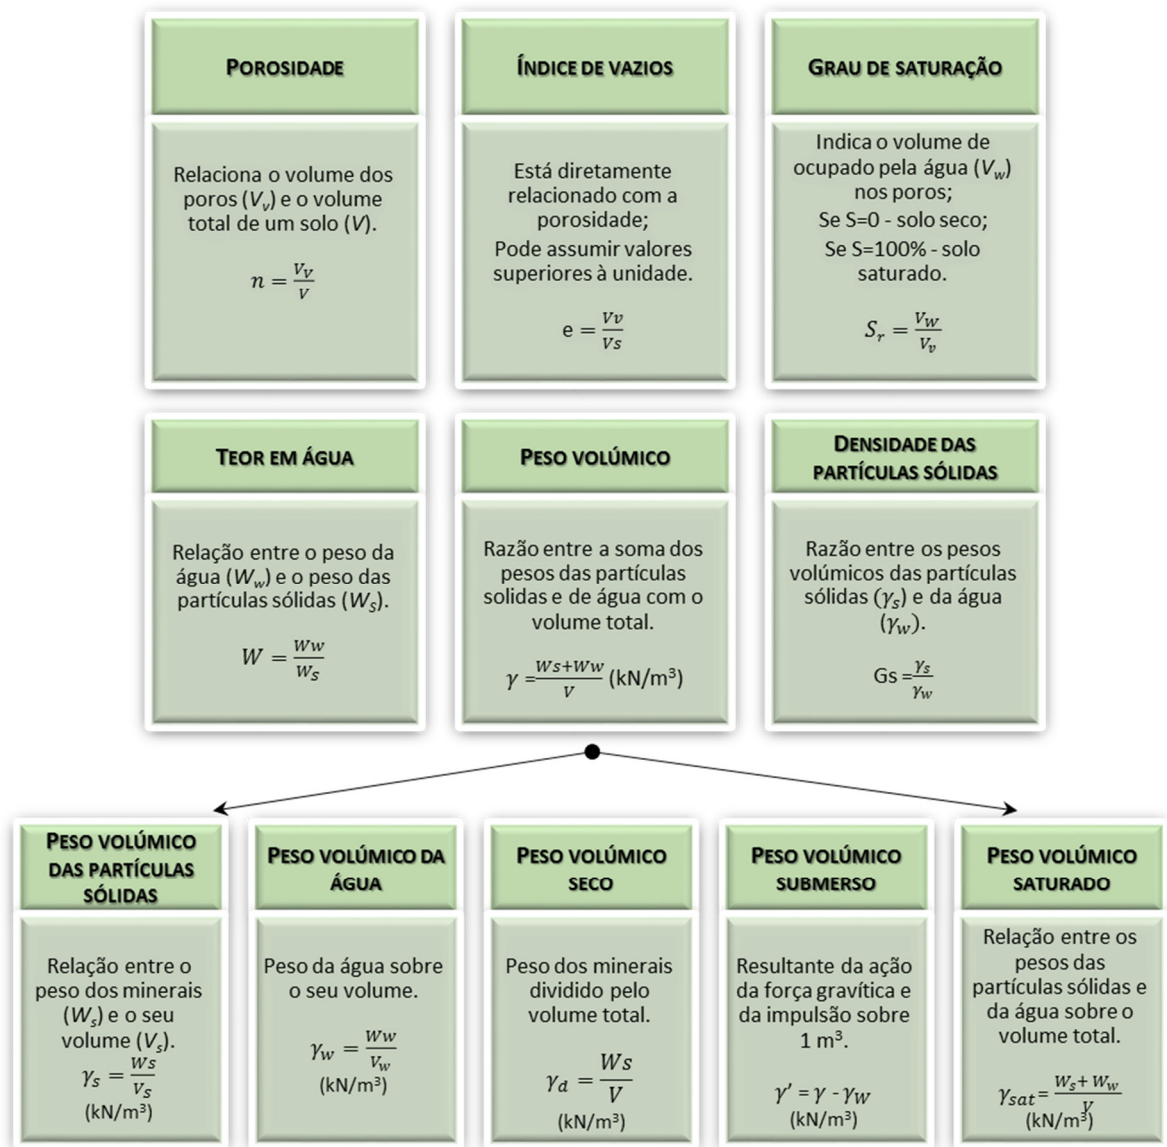 POROSIDADE
Relaciona o volume dos
poros (Vv) e o volume
total de um solo (V).
n = Vv/V
ÍNDICE DE VAZIOS
Está diretamente
relacionado com a
porosidade;
Pode assumir valores
superiores à unidade.
e = Vv/Vs
GRAU DE SATURAÇÃO
Indica o volume de
ocupado pela água (Vw)
nos poros;
Se S=0 - solo seco;
Se S=100% - solo
saturado.
Sr = VW/Vv
TEOR EM ÁGUA
Relação entre o peso da
água (Ww) e o peso das
partículas sólidas (WS).
W = Ww/WS
PESO VOLÚMICO
Razão entre a soma dos
pesos das partículas
solidas e de água com o
volume total.
γ = Ws+Ww/V (kN/m³)
DENSIDADE DAS
PARTÍCULAS SÓLIDAS
Razão entre os pesos
volúmicos das partículas
sólidas (γs) e da água
(γw).
Gs = γs/γw
PESO VOLÚMICO
DAS PARTÍCULAS
SÓLIDAS
Relação entre o
peso dos minerais
(Ws) e o seu
volume (Vs).
γs = Ws/Vs
(kN/m³)
PESO VOLÚMICO DA
ÁGUA
Peso da água sobre
o seu volume.
γw = Ww/Vw
(kN/m³)
PESO VOLÚMICO
SECO
Peso dos minerais
dividido pelo
volume total.
γd = Ws/V
(kN/m³)
PESO VOLÚMICO
SUBMERSO
Resultante da ação
da força gravítica e
da impulsão sobre
1 m³.
γ' = γ - γW
(kN/m³)
PESO VOLÚMICO
SATURADO
Relação entre os
pesos das
partículas sólidas e
da água sobre o
volume total.
γsat = Ws + Ww/V
(kN/m³)